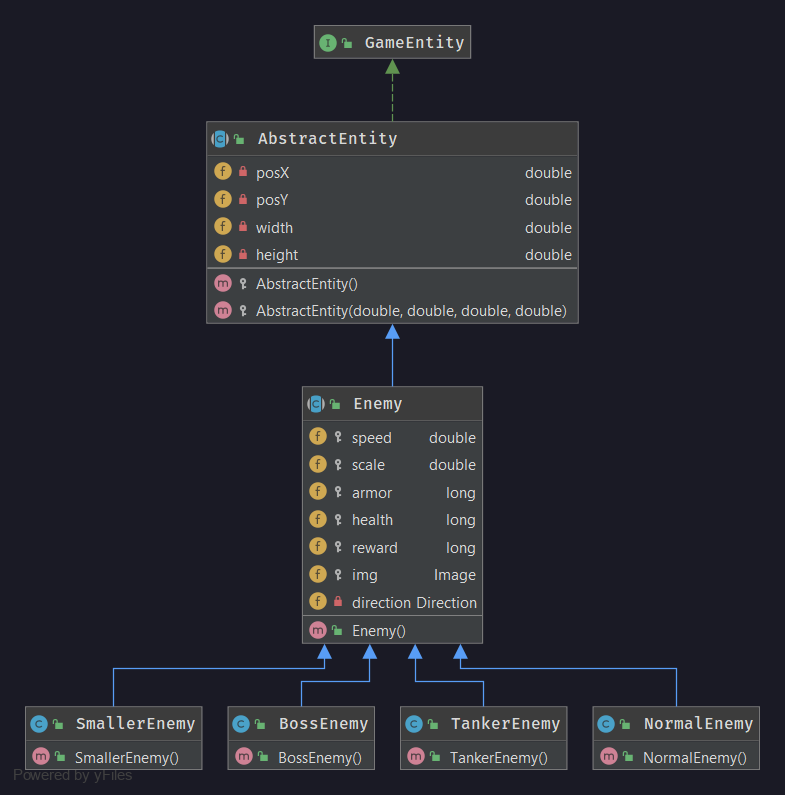 I GameEntity
C AbstractEntity
f posX double
f posY double
f width double
f height double
m AbstractEntity()
m AbstractEntity(double, double, double, double)
C Enemy
f speed double
f scale double
f armor long
f health long
f reward long
f img Image
f direction Direction
m Enemy()
C SmallerEnemy C BossEnemy C TankerEnemy C NormalEnemy
m SmallerEnemy() m BossEnemy() m TankerEnemy() m NormalEnemy()
Powered by yFiles